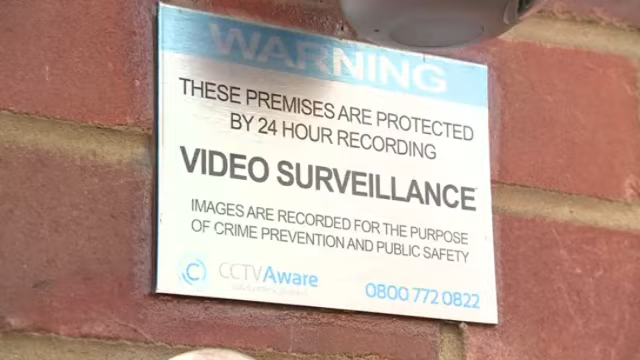 WARNING
THESE PREMISES ARE PROTECTED
BY 24 HOUR RECORDING
VIDEO SURVEILLANCE
IMAGES ARE RECORDED FOR THE PURPOSE
OF CRIME PREVENTION AND PUBLIC SAFETY
CCTVAware
0800 772 0822